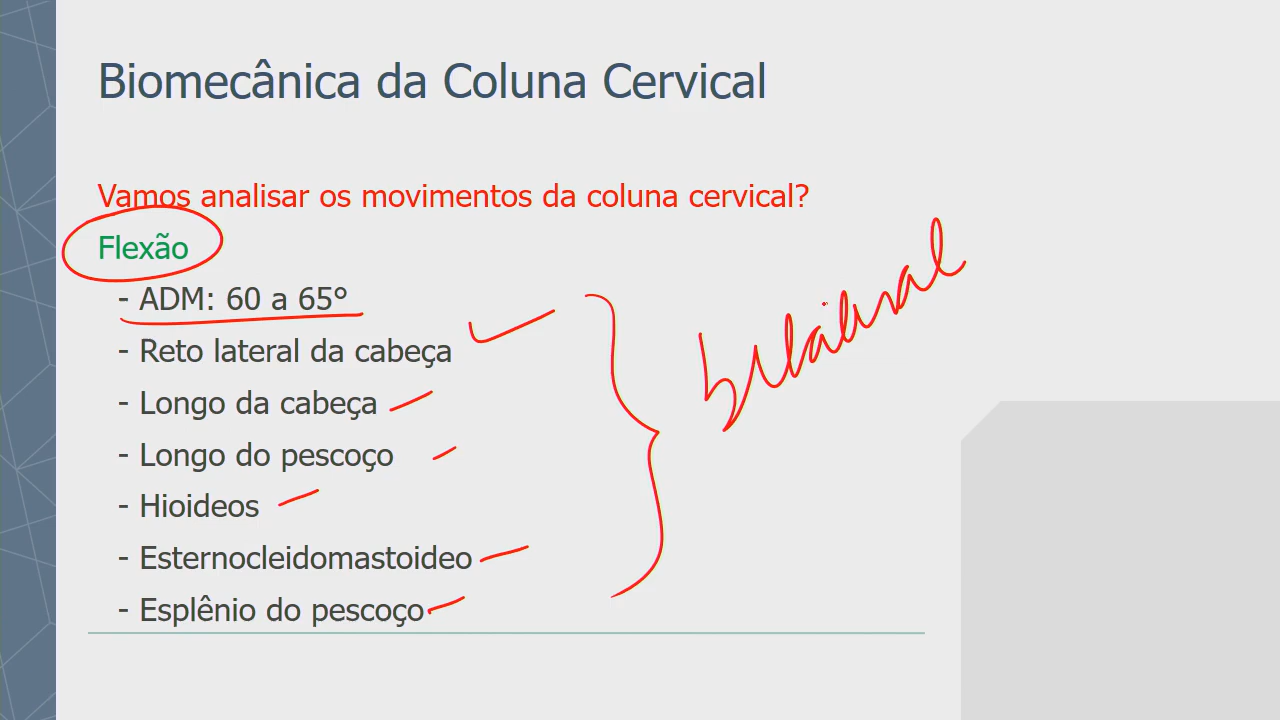 Biomecânica da Coluna Cervical
Vamos analisar os movimentos da coluna cervical?
Flexão
- ADM: 60 a 65°
- Reto lateral da cabeça
- Longo da cabeça
- Longo do pescoço
- Hioideos
- Esternocleidomastoideo
- Esplênio do pescoço